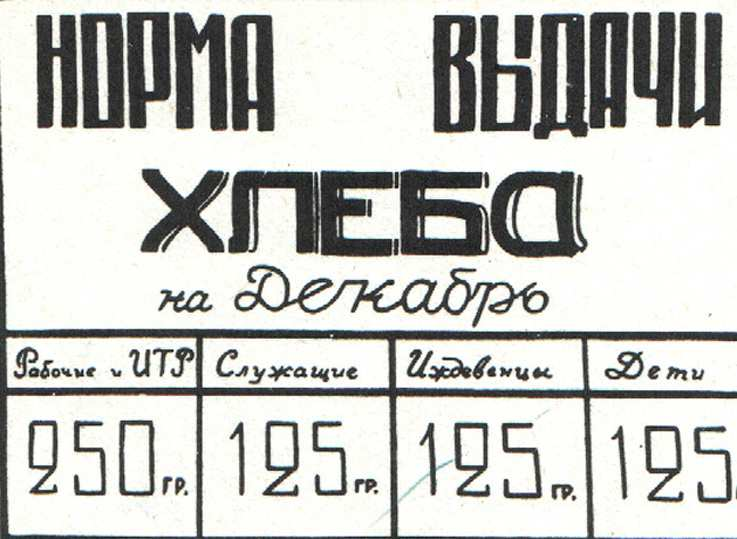 НОРМА ВЫДАЧИ
ХЛЕБА
на Декабрь
Рабочие и ИТР Служащие Иждевенцы Дети
250 гр. 125 гр. 125 гр. 125